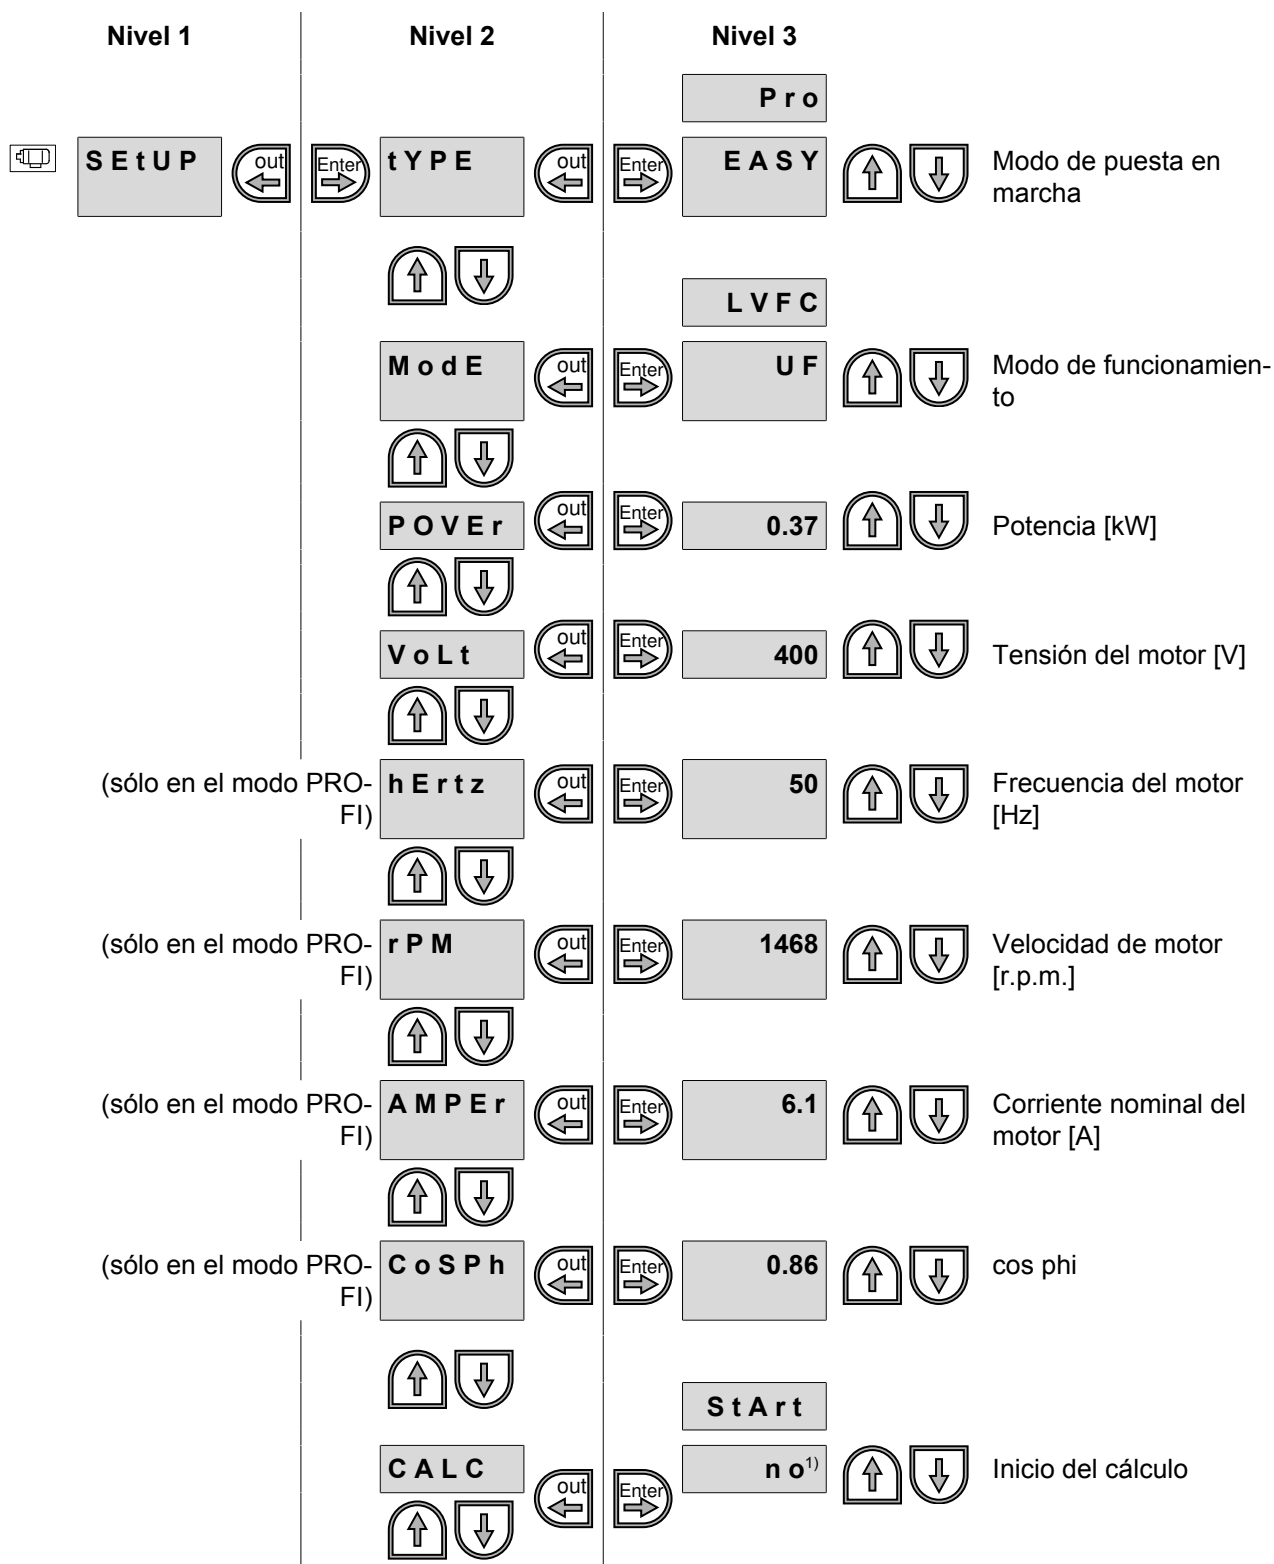 Nivel 1 Nivel 2 Nivel 3
P r o
S E t U P out Enter t Y P E out Enter E A S Y Modo de puesta en
marcha
L V F C
M o d E out Enter U F Modo de funcionamien-
to
P O V E r out Enter 0.37 Potencia [kW]
V o L t out Enter 400 Tensión del motor [V]
(sólo en el modo PRO- h E r t z out Enter 50 Frecuencia del motor
FI) [Hz]
(sólo en el modo PRO- r P M out Enter 1468 Velocidad de motor
FI) [r.p.m.]
(sólo en el modo PRO- A M P E r out Enter 6.1 Corriente nominal del
FI) motor [A]
(sólo en el modo PRO- C o S P h out Enter 0.86 cos phi
FI)
S t A r t
C A L C out Enter n o1) Inicio del cálculo